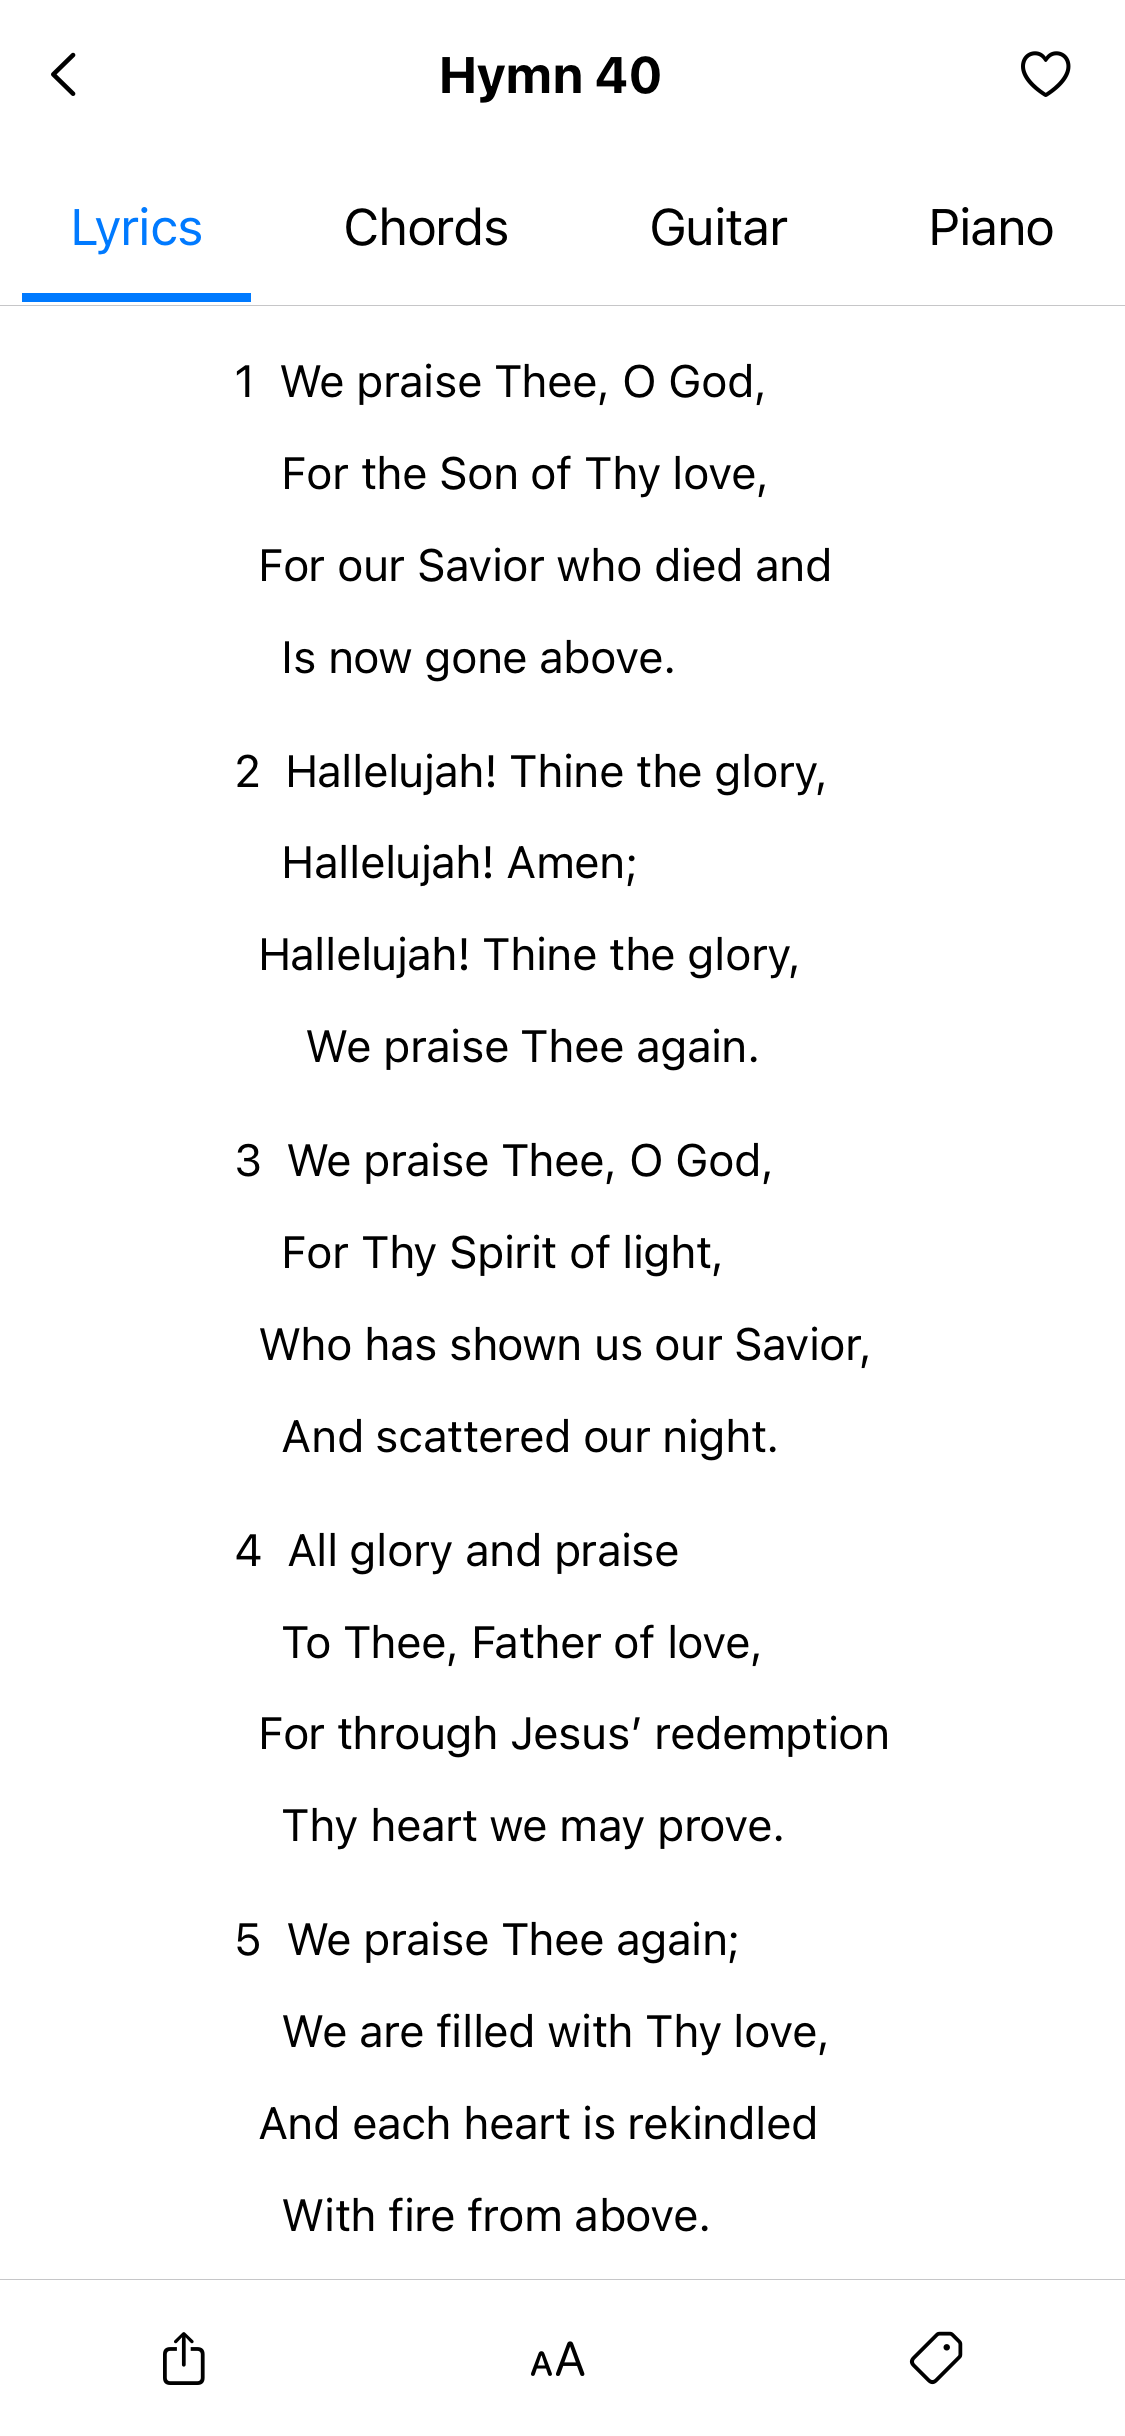 Hymn 40
Lyrics Chords Guitar Piano
1 We praise Thee, O God,
For the Son of Thy love,
For our Savior who died and
Is now gone above.
2 Hallelujah! Thine the glory,
Hallelujah! Amen;
Hallelujah! Thine the glory,
We praise Thee again.
3 We praise Thee, O God,
For Thy Spirit of light,
Who has shown us our Savior,
And scattered our night.
4 All glory and praise
To Thee, Father of love,
For through Jesus’ redemption
Thy heart we may prove.
5 We praise Thee again;
We are filled with Thy love,
And each heart is rekindled
With fire from above.
AA